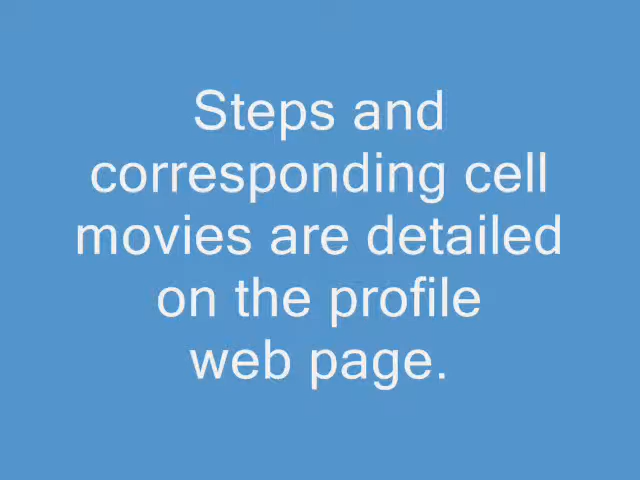 Steps and
corresponding cell
movies are detailed
on the profile
web page.